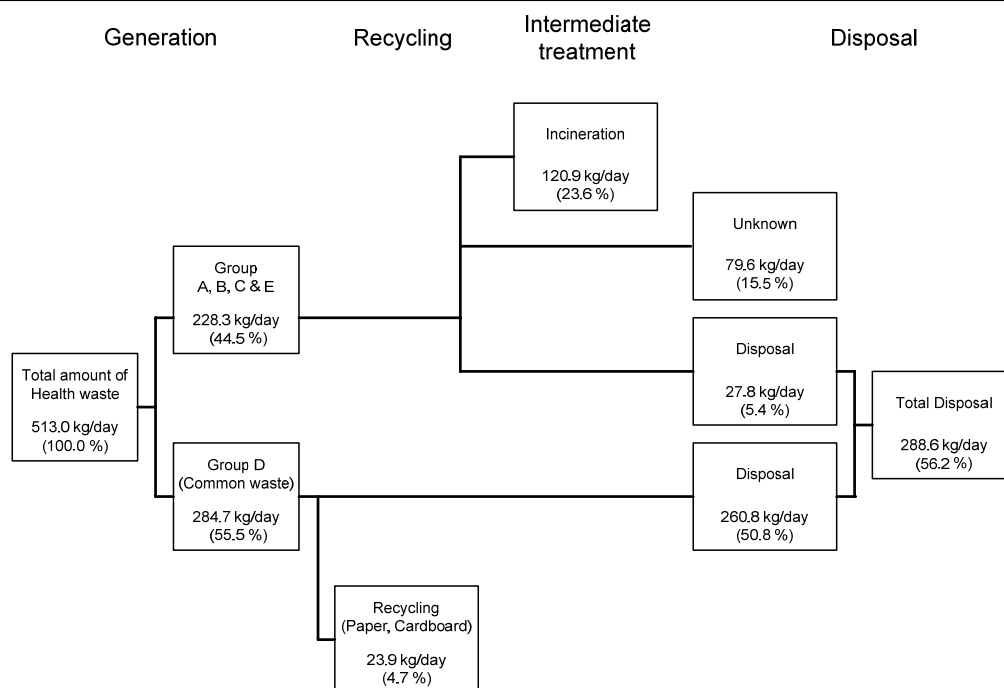 Generation
Recycling
Intermediate
treatment
Disposal
Incineration
120.9 kg/day
(23.6 %)
Unknown
79.6 kg/day
(15.5 %)
Group
A, B, C & E
228.3 kg/day
(44.5 %)
Disposal
27.8 kg/day
(5.4 %)
Total amount of
Health waste
513.0 kg/day
(100.0 %)
Total Disposal
288.6 kg/day
(56.2 %)
Group D
(Common waste)
284.7 kg/day
(55.5 %)
Disposal
260.8 kg/day
(50.8 %)
Recycling
(Paper, Cardboard)
23.9 kg/day
(4.7 %)